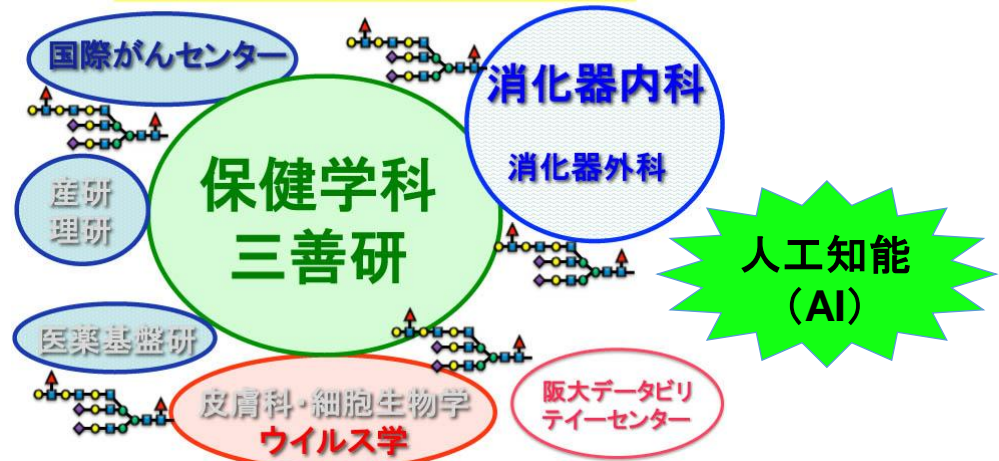 国際がんセンター
消化器内科
消化器外科
保健学科
三善研
産研
理研
人工知能
（AI）
医薬基盤研
皮膚科・細胞生物学
ウイルス学
阪大データビリ
テイーセンター